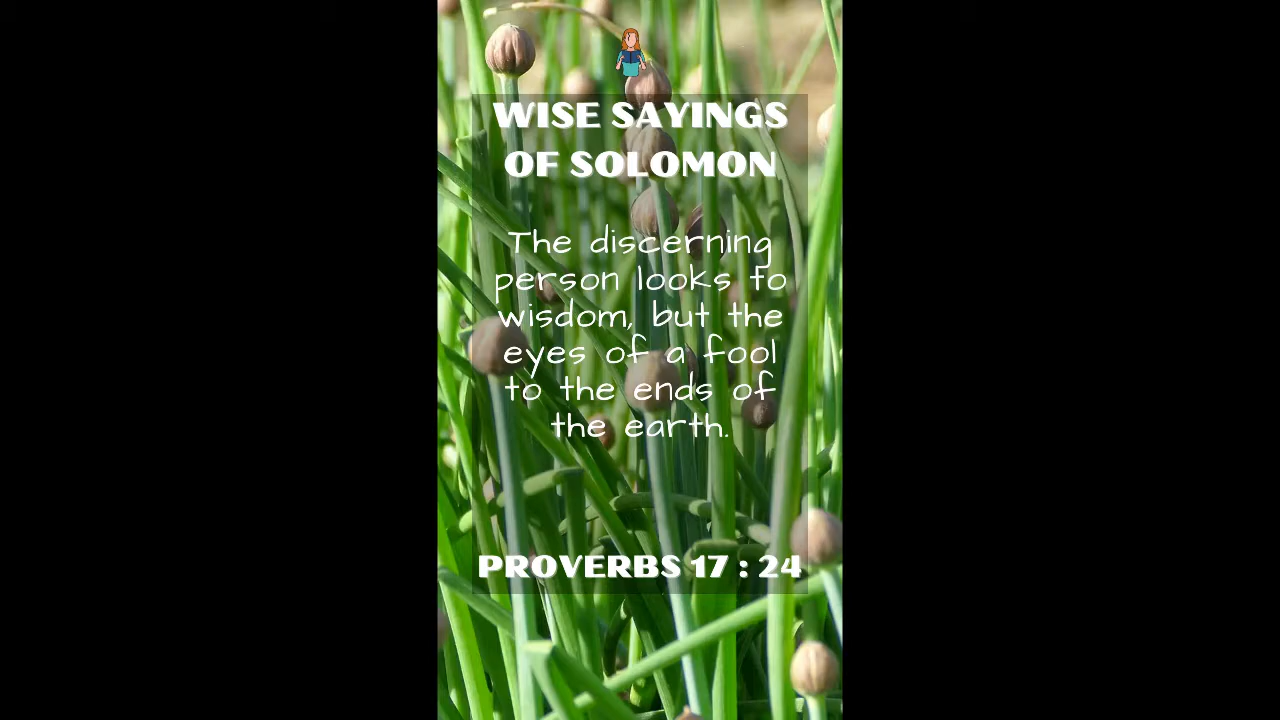 WISE SAYINGS
OF SOLOMON
The discerning
person looks to
wisdom, but the
eyes of a fool
to the ends of
the earth.
PROVERBS 17 : 24